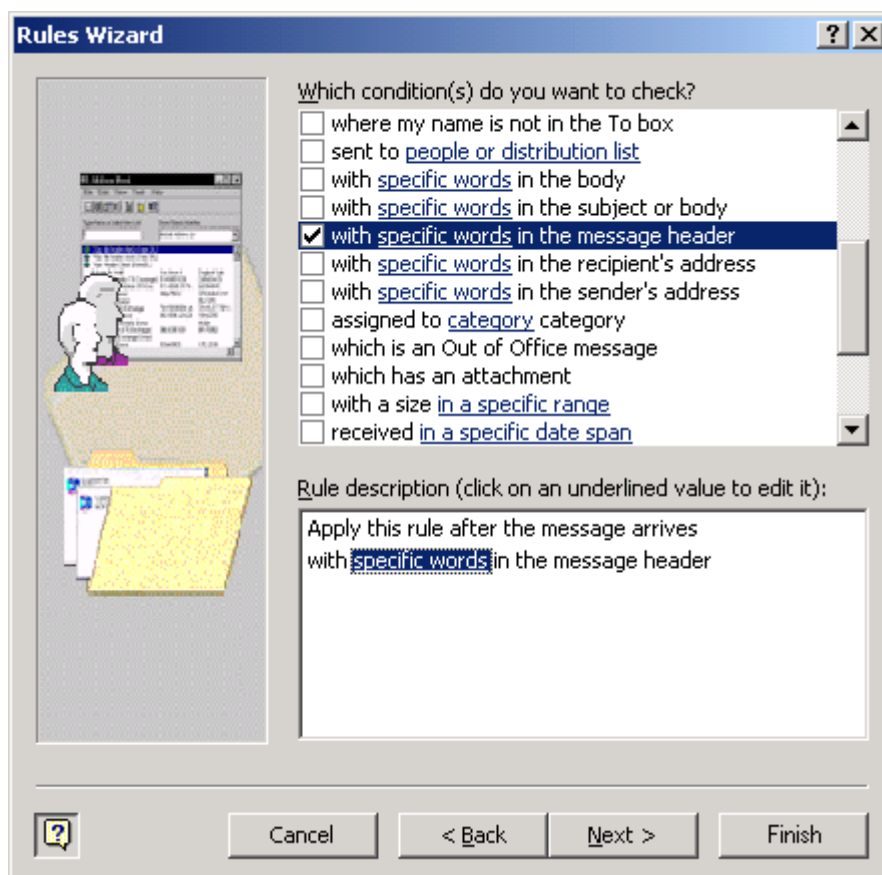 Rules Wizard
Which condition(s) do you want to check?
where my name is not in the To box
sent to people or distribution list
with specific words in the body
with specific words in the subject or body
with specific words in the message header
with specific words in the recipient's address
with specific words in the sender's address
assigned to category category
which is an Out of Office message
which has an attachment
with a size in a specific range
received in a specific date span
Rule description (click on an underlined value to edit it):
Apply this rule after the message arrives
with specific words in the message header
Cancel
< Back
Next >
Finish